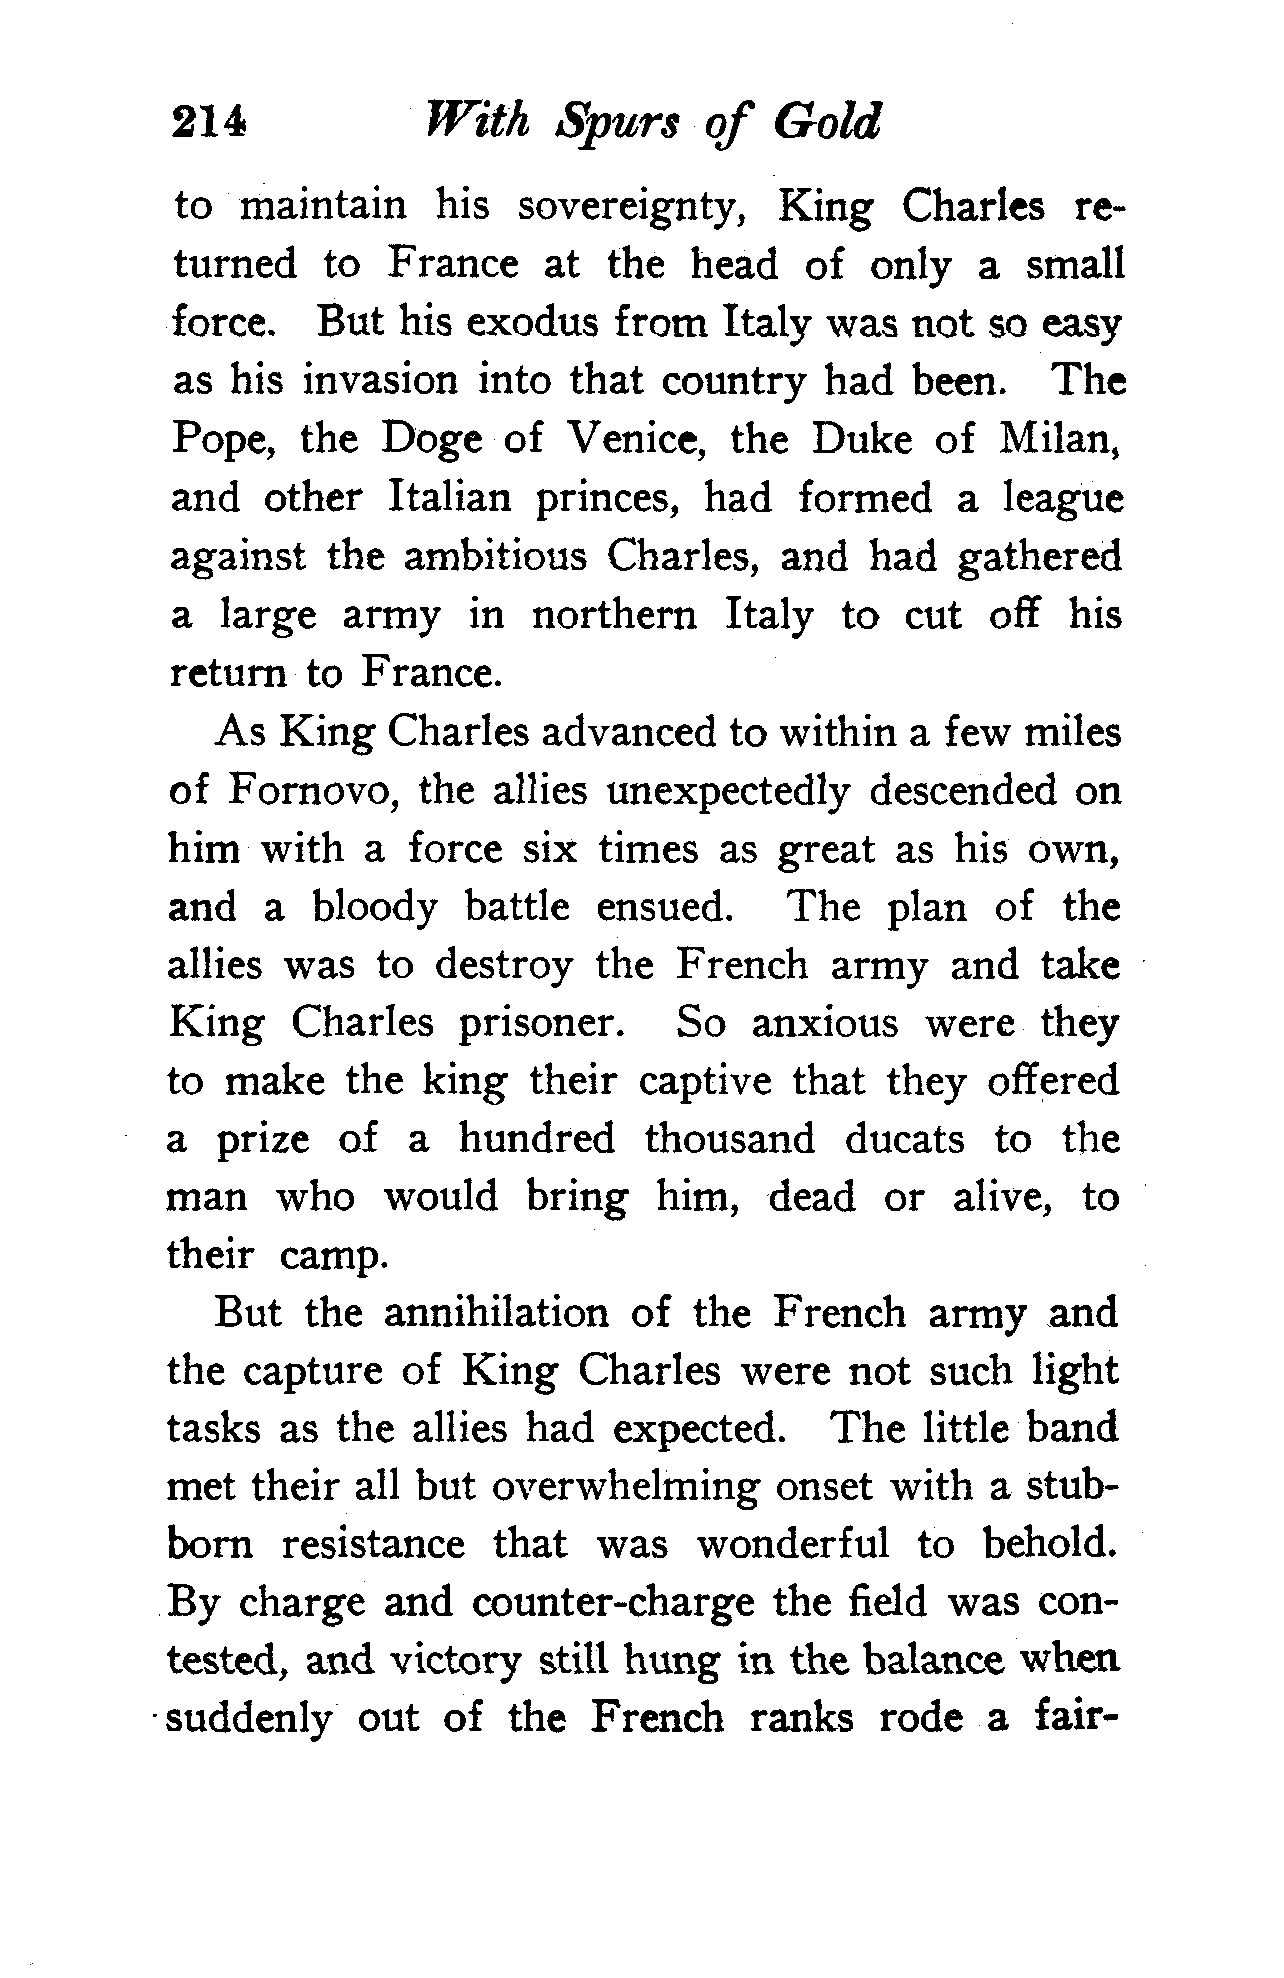 214 With Spurs of Gold
to maintain his sovereignty, King Charles re-
turned to France at the head of only a small
force. But his exodus from Italy was not so easy
as his invasion into that country had been. The
Pope, the Doge of Venice, the Duke of Milan,
and other Italian princes, had formed a league
against the ambitious Charles, and had gathered
a large army in northern Italy to cut off his
return to France.
As King Charles advanced to within a few miles
of Fornovo, the allies unexpectedly descended on
him with a force six times as great as his own,
and a bloody battle ensued. The plan of the
allies was to destroy the French army and take
King Charles prisoner. So anxious were they
to make the king their captive that they offered
a prize of a hundred thousand ducats to the
man who would bring him, dead or alive, to
their camp.
But the annihilation of the French army and
the capture of King Charles were not such light
tasks as the allies had expected. The little band
met their all but overwhelming onset with a stub-
born resistance that was wonderful to behold.
By charge and counter-charge the field was con-
tested, and victory still hung in the balance when
suddenly out of the French ranks rode a fair-